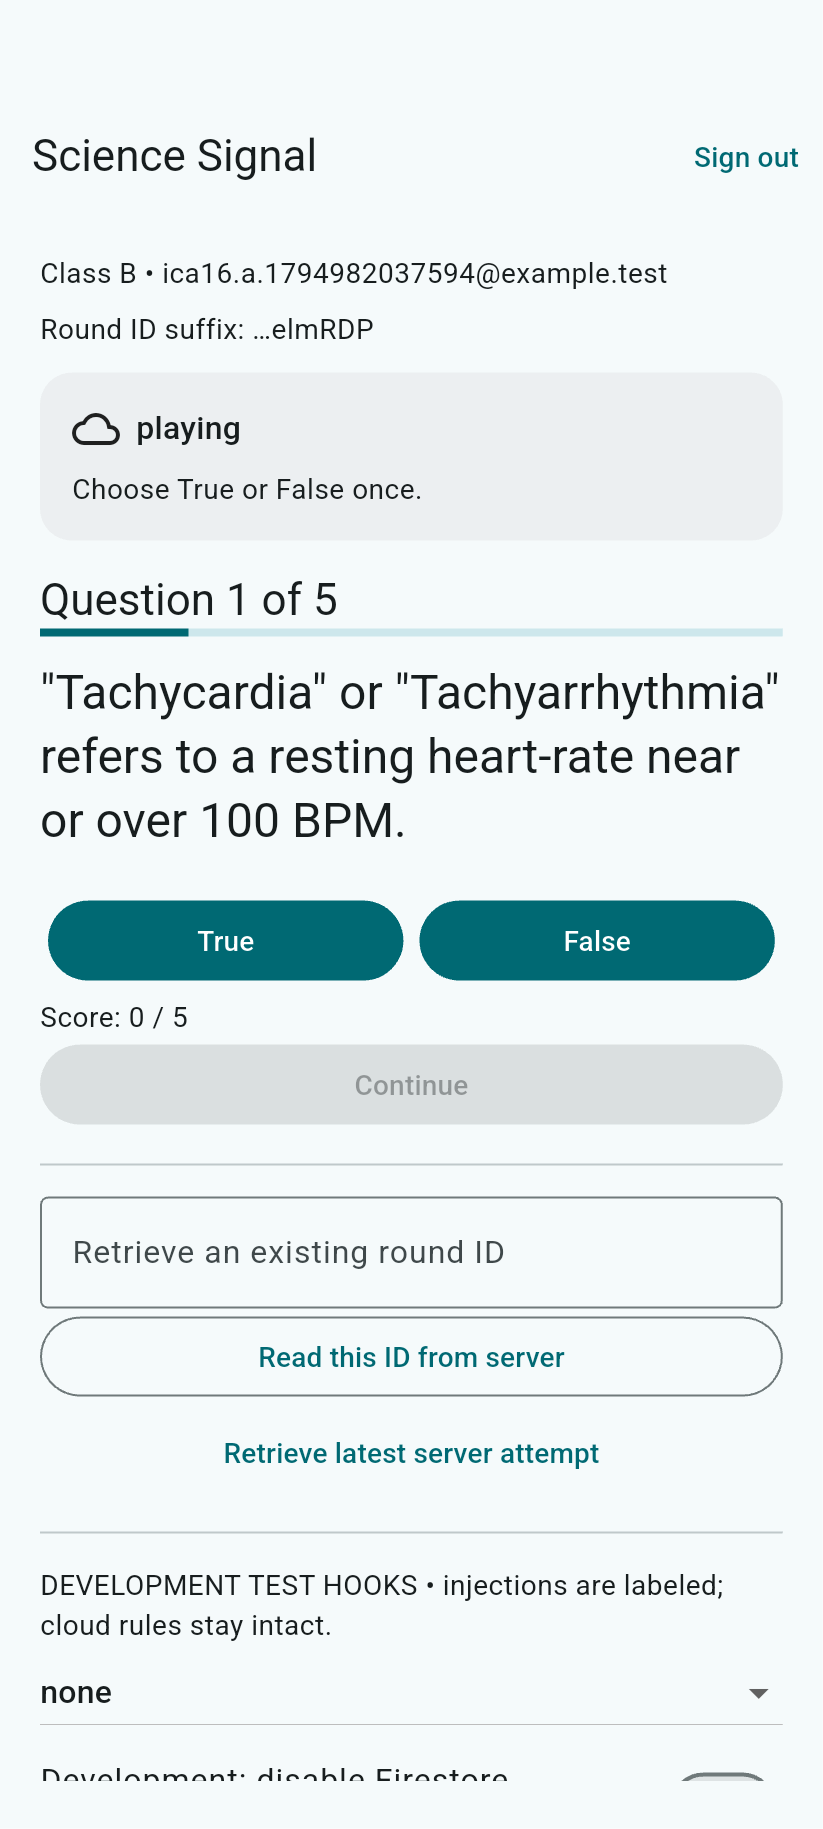 Science Signal
Sign out
Class B • ica16.a.1794982037594@example.test
Round ID suffix: …elmRDP
playing
Choose True or False once.
Question 1 of 5
"Tachycardia" or "Tachyarrhythmia"
refers to a resting heart-rate near
or over 100 BPM.
True
False
Score: 0 / 5
Continue
Retrieve an existing round ID
Read this ID from server
Retrieve latest server attempt
DEVELOPMENT TEST HOOKS • injections are labeled;
cloud rules stay intact.
none
Development: disable Firestore